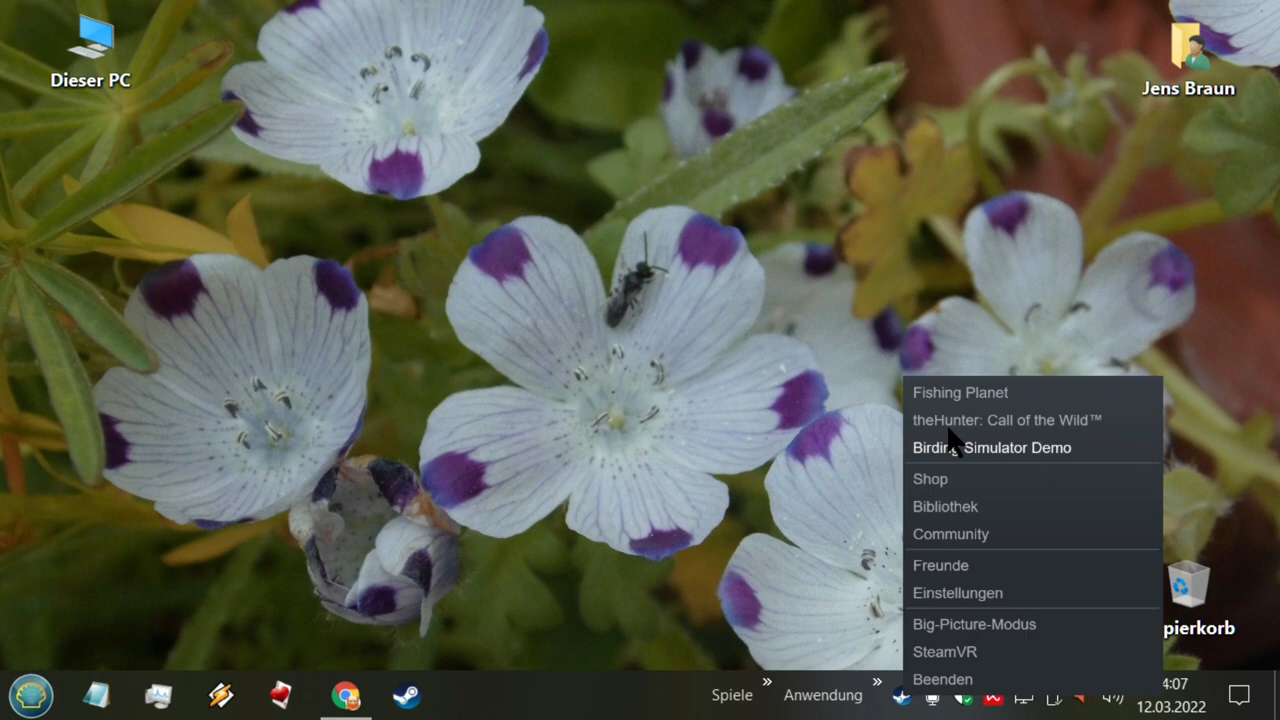 Dieser PC
Jens Braun
Fishing Planet
theHunter: Call of the Wild™
Birding Simulator Demo
Shop
Bibliothek
Community
Freunde
Einstellungen
Big-Picture-Modus
SteamVR
Beenden
pierkorb
Spiele » Anwendung »
4:07
12.03.2022